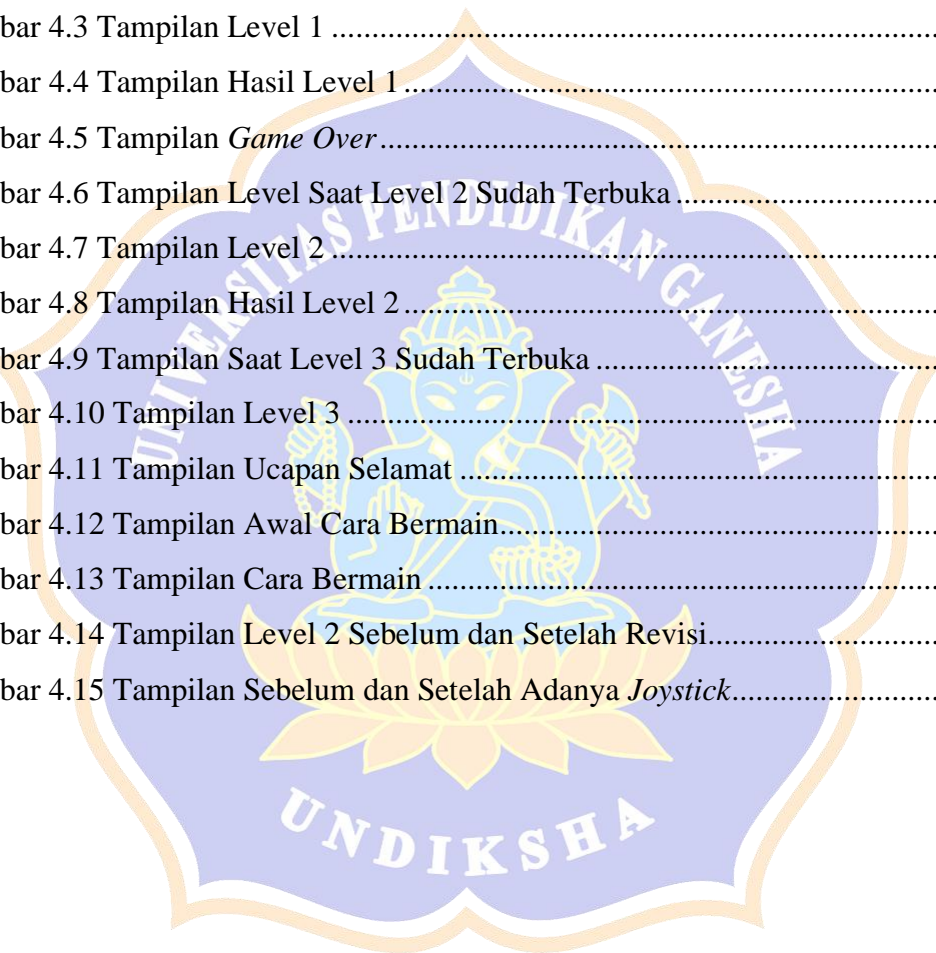 bar 4.3 Tampilan Level 1 ........................................................................
bar 4.4 Tampilan Hasil Level 1 ...............................................................
bar 4.5 Tampilan Game Over ..................................................................
bar 4.6 Tampilan Level Saat Level 2 Sudah Terbuka ................................
bar 4.7 Tampilan Level 2 ........................................................................
bar 4.8 Tampilan Hasil Level 2 ...............................................................
bar 4.9 Tampilan Saat Level 3 Sudah Terbuka ..........................................
bar 4.10 Tampilan Level 3 ......................................................................
bar 4.11 Tampilan Ucapan Selamat .........................................................
bar 4.12 Tampilan Awal Cara Bermain ....................................................
bar 4.13 Tampilan Cara Bermain .............................................................
bar 4.14 Tampilan Level 2 Sebelum dan Setelah Revisi ............................
bar 4.15 Tampilan Sebelum dan Setelah Adanya Joystick ........................
UNIVERSITAS PENDIDIKAN GANESHA
UNDIKSHA